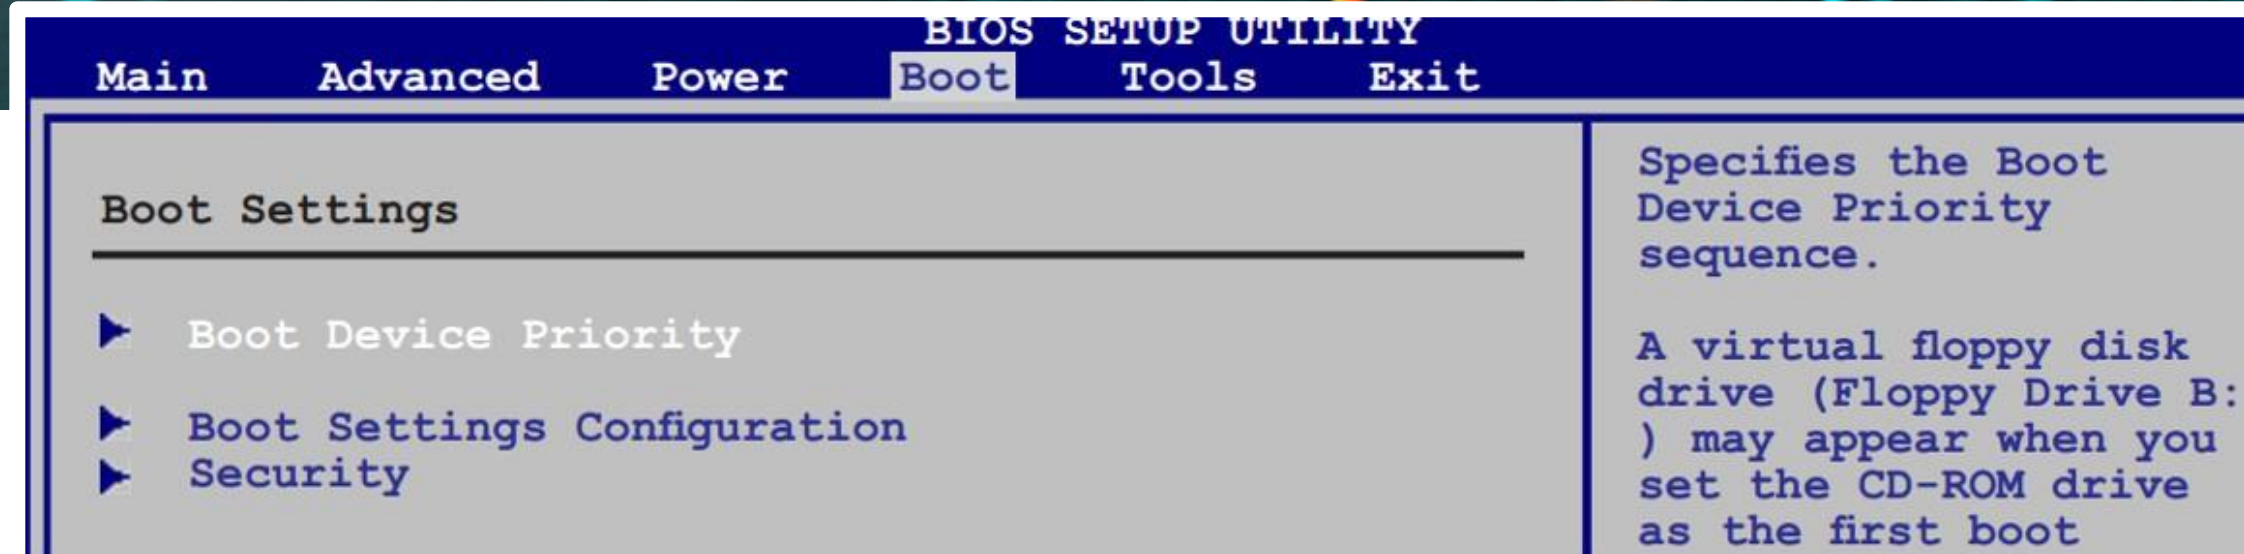 BIOS SETUP UTILITY
Main Advanced Power Boot Tools Exit
Boot Settings
Boot Device Priority
Boot Settings Configuration
Security
Specifies the Boot
Device Priority
sequence.
A virtual floppy disk
drive (Floppy Drive B:
) may appear when you
set the CD-ROM drive
as the first boot